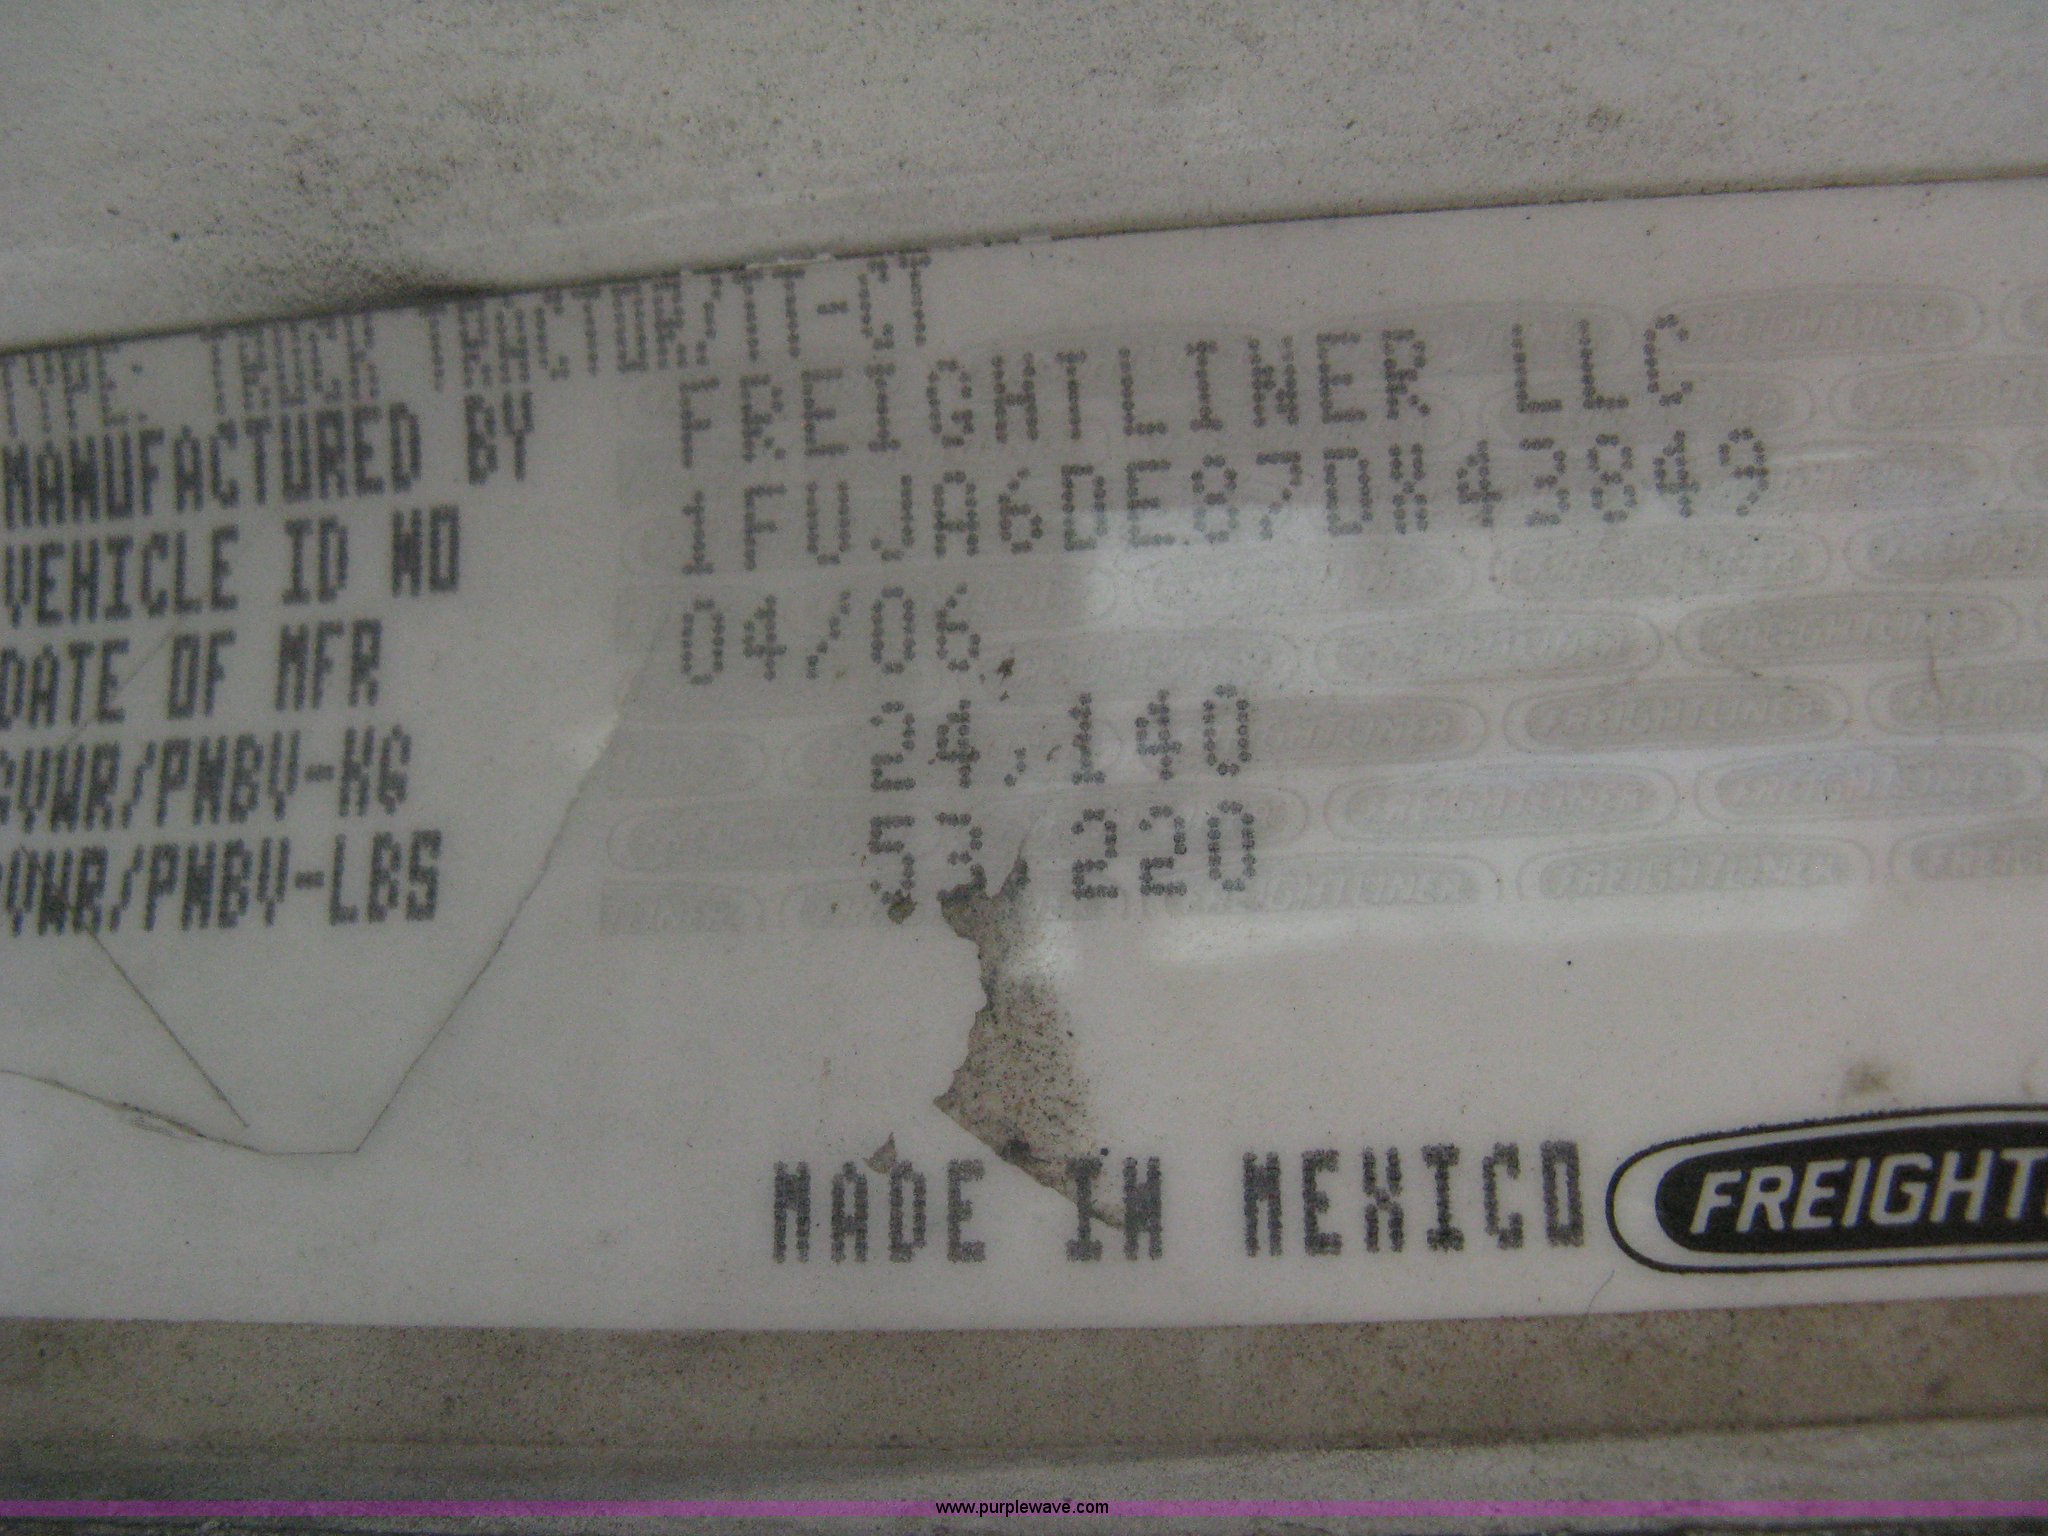 TYPE: TRUCK TRACTOR/TT-ST
MANUFACTURED BY FREIGHTLINER LLC
VEHICLE ID NO 1FUJA6DE87DX43849
DATE OF MFR 04/06
GVWR/PNBV-KG 24,140
GVWR/PNBV-LBS 53,220
MADE IN MEXICO FREIGHT
www.purplewave.com